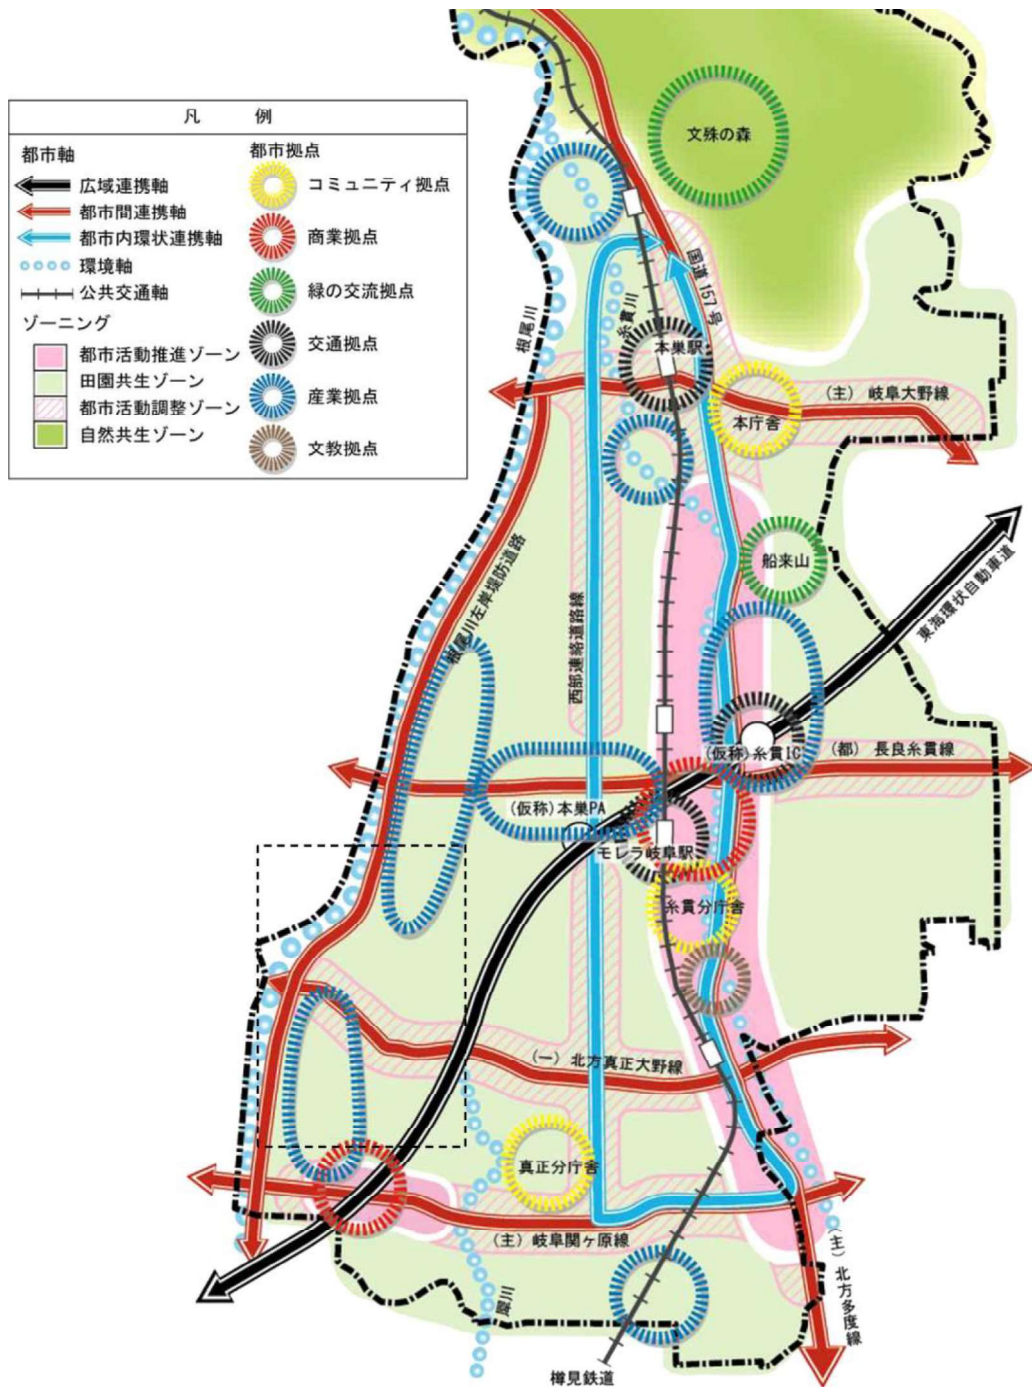 凡 例
都市軸
広域連携軸
都市間連携軸
都市内環状連携軸
環境軸
公共交通軸
ゾーニング
都市活動推進ゾーン
田園共生ゾーン
都市活動調整ゾーン
自然共生ゾーン
都市拠点
コミュニティ拠点
商業拠点
緑の交流拠点
交通拠点
産業拠点
文教拠点
文殊の森
国道157号
根尾川
糸貫川
本巣駅
(主) 岐阜大野線
本庁舎
船来山
東海環状自動車道
根尾川左岸堤防道路
西部連絡道路線
(仮称)糸貫IC
(都) 長良糸貫線
(仮称)本巣PA
モレラ岐阜駅
糸貫分庁舎
(一) 北方真正大野線
真正分庁舎
(主) 岐阜関ケ原線
(主) 北方多度線
樽見鉄道